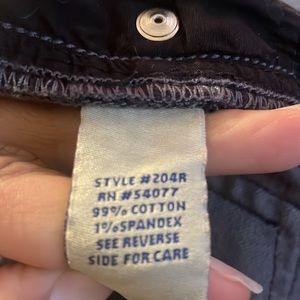 STYLE #204R
RN #54077
99% COTTON
1% SPANDEX
SEE REVERSE
SIDE FOR CARE